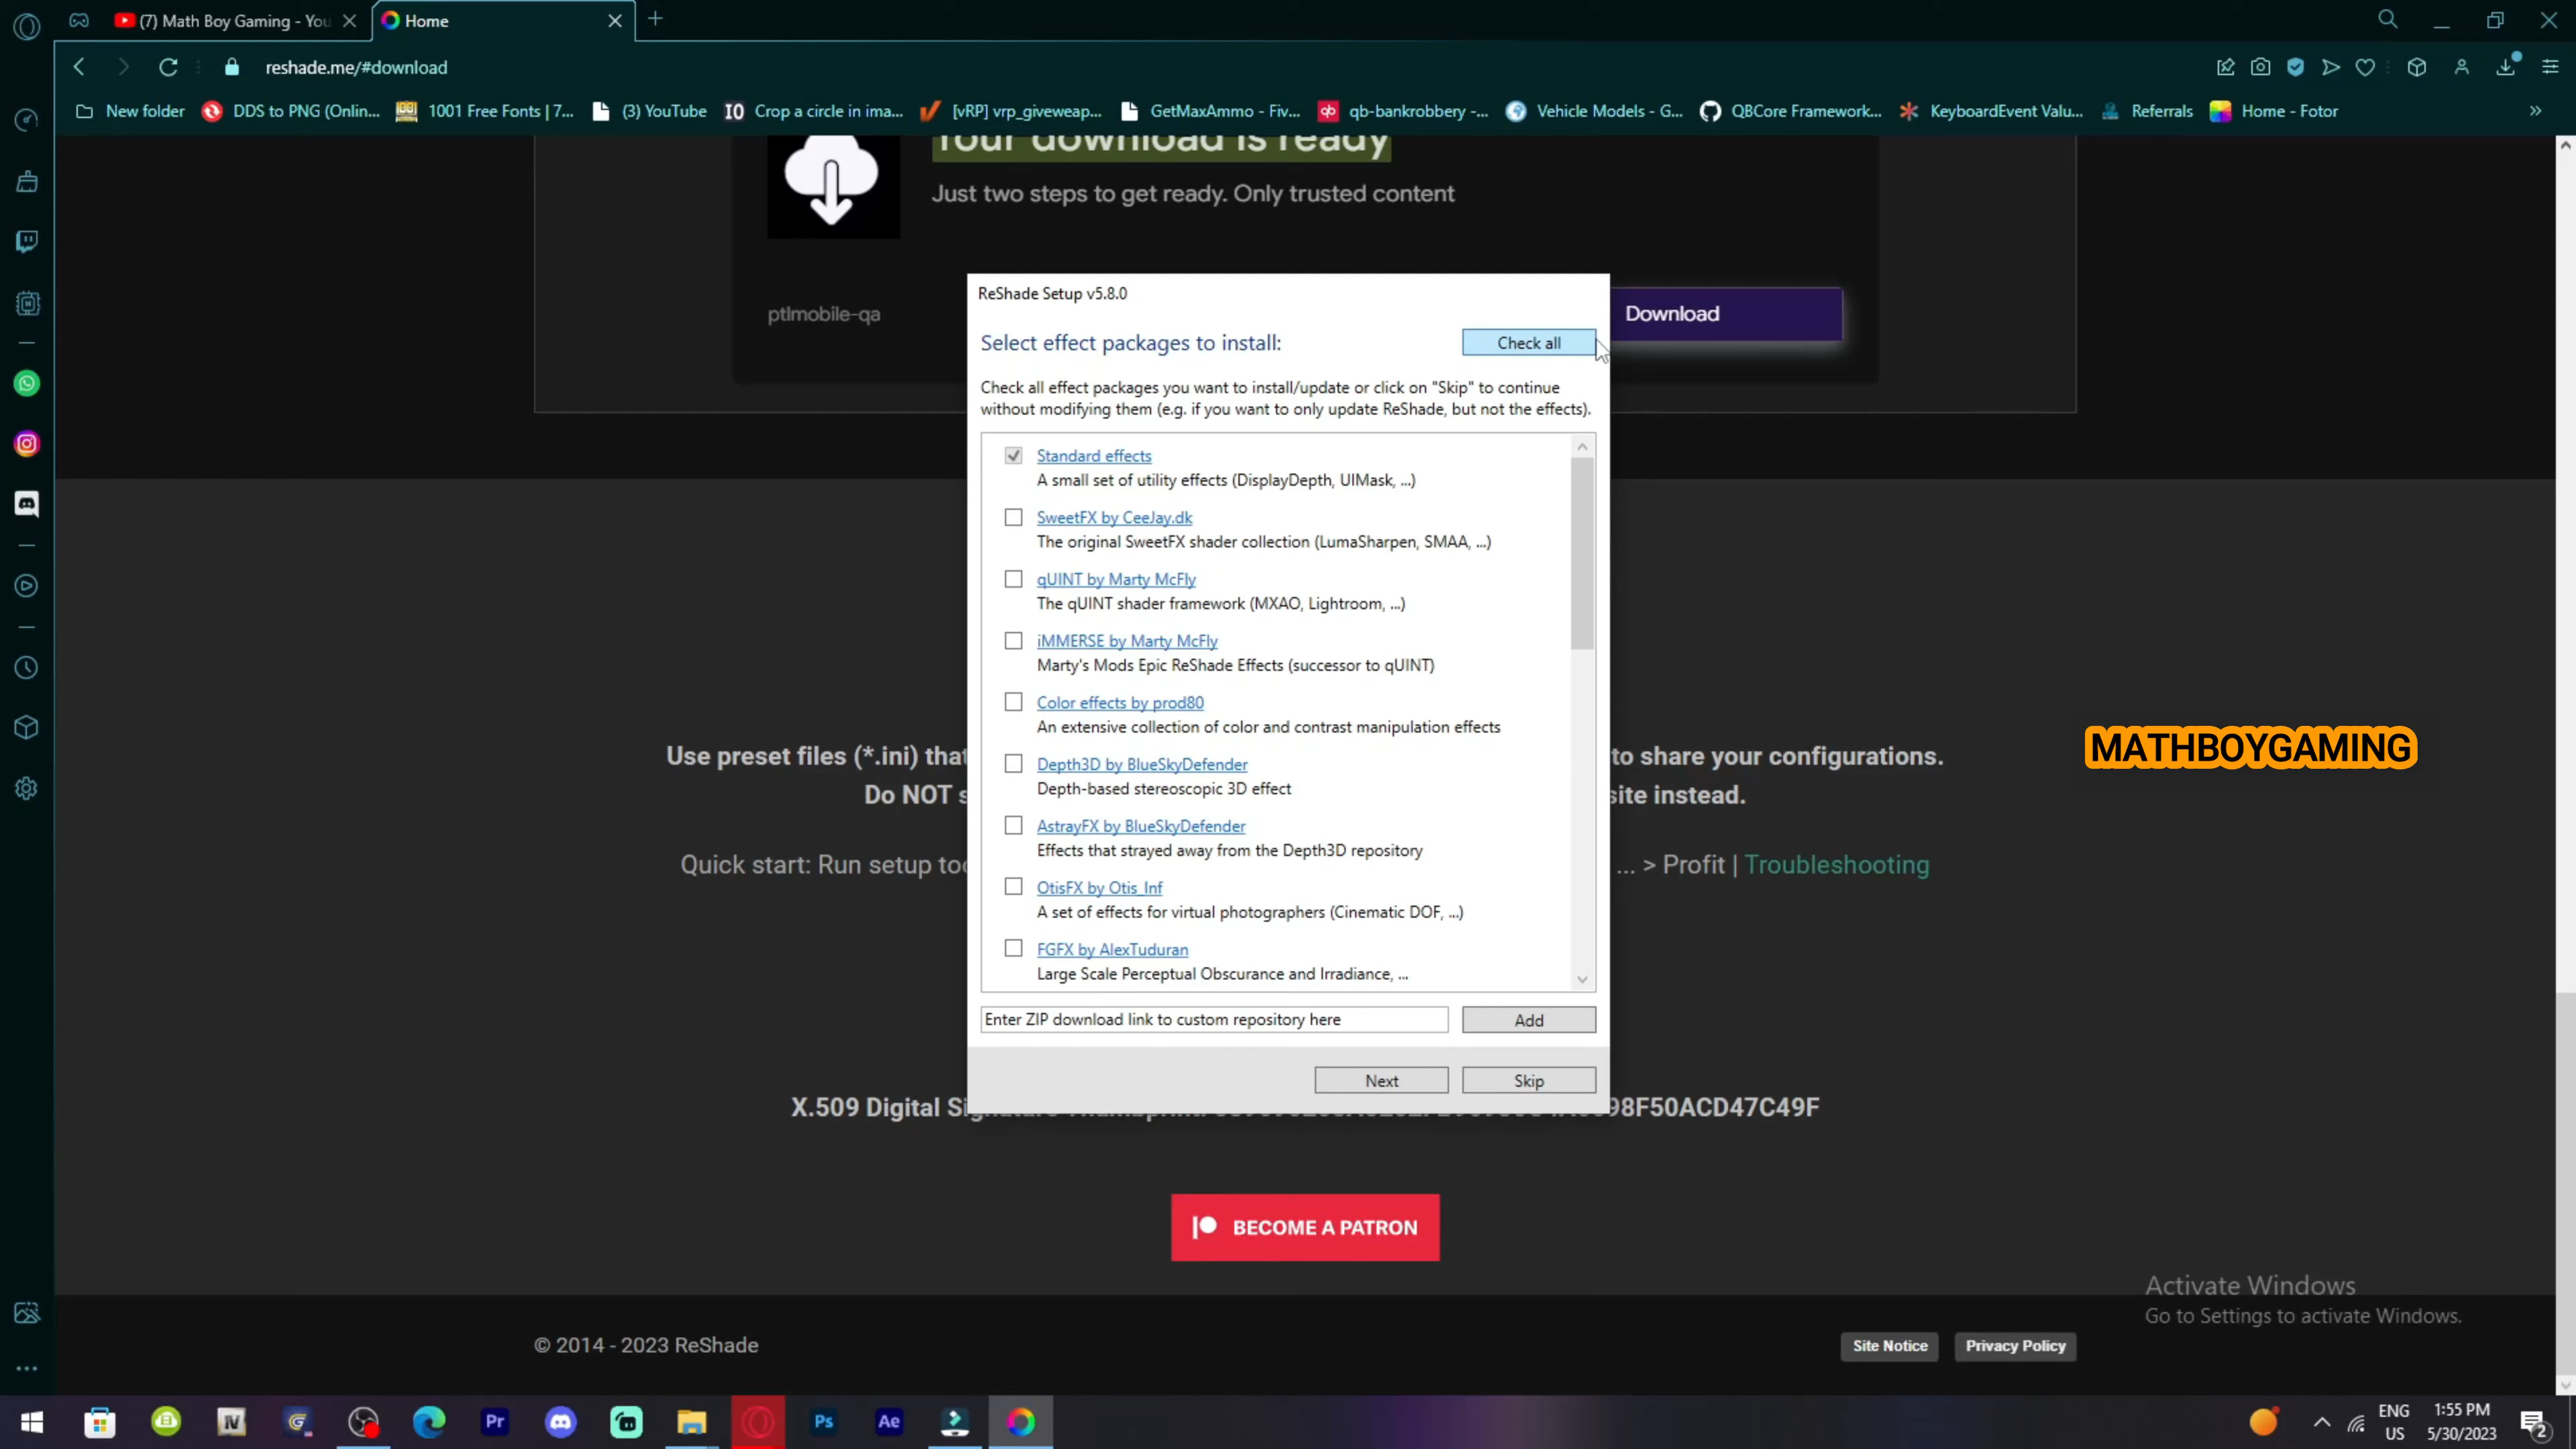 (7) Math Boy Gaming - You
Home
reshade.me/#download
New folder
DDS to PNG (Onlin...
1001 Free Fonts | 7...
(3) YouTube
IO
Crop a circle in ima...
[vRP] vrp_giveweap...
GetMaxAmmo - Fiv...
qb
qb-bankrobbery -...
Vehicle Models - G...
QBCore Framework...
KeyboardEvent Valu...
Referrals
Home - Fotor
Your download is ready
Just two steps to get ready. Only trusted content
ptlmobile-qa
Download
ReShade Setup v5.8.0
Select effect packages to install:
Check all
Check all effect packages you want to install/update or click on "Skip" to continue
without modifying them (e.g. if you want to only update ReShade, but not the effects).
Standard effects
A small set of utility effects (DisplayDepth, UIMask, ...)
SweetFX by CeeJay.dk
The original SweetFX shader collection (LumaSharpen, SMAA, ...)
qUINT by Marty McFly
The qUINT shader framework (MXAO, Lightroom, ...)
iMMERSE by Marty McFly
Marty's Mods Epic ReShade Effects (successor to qUINT)
Color effects by prod80
An extensive collection of color and contrast manipulation effects
Depth3D by BlueSkyDefender
Depth-based stereoscopic 3D effect
AstrayFX by BlueSkyDefender
Effects that strayed away from the Depth3D repository
OtisFX by Otis_Inf
A set of effects for virtual photographers (Cinematic DOF, ...)
FGFX by AlexTuduran
Large Scale Perceptual Obscurance and Irradiance, ...
Enter ZIP download link to custom repository here
Add
Next
Skip
Use preset files (*.ini) that
to share your configurations.
Do NOT s
site instead.
Quick start: Run setup too
... > Profit | Troubleshooting
MATHBOYGAMING
X.509 Digital Si
98F50ACD47C49F
BECOME A PATRON
Activate Windows
Go to Settings to activate Windows.
© 2014 - 2023 ReShade
Site Notice
Privacy Policy
IV
G
Pr
Ps
Ae
ENG
US
1:55 PM
5/30/2023
2